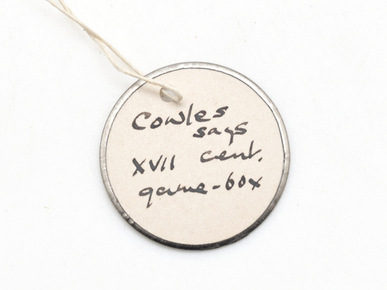 Cowles
says
XVII cent.
game-box